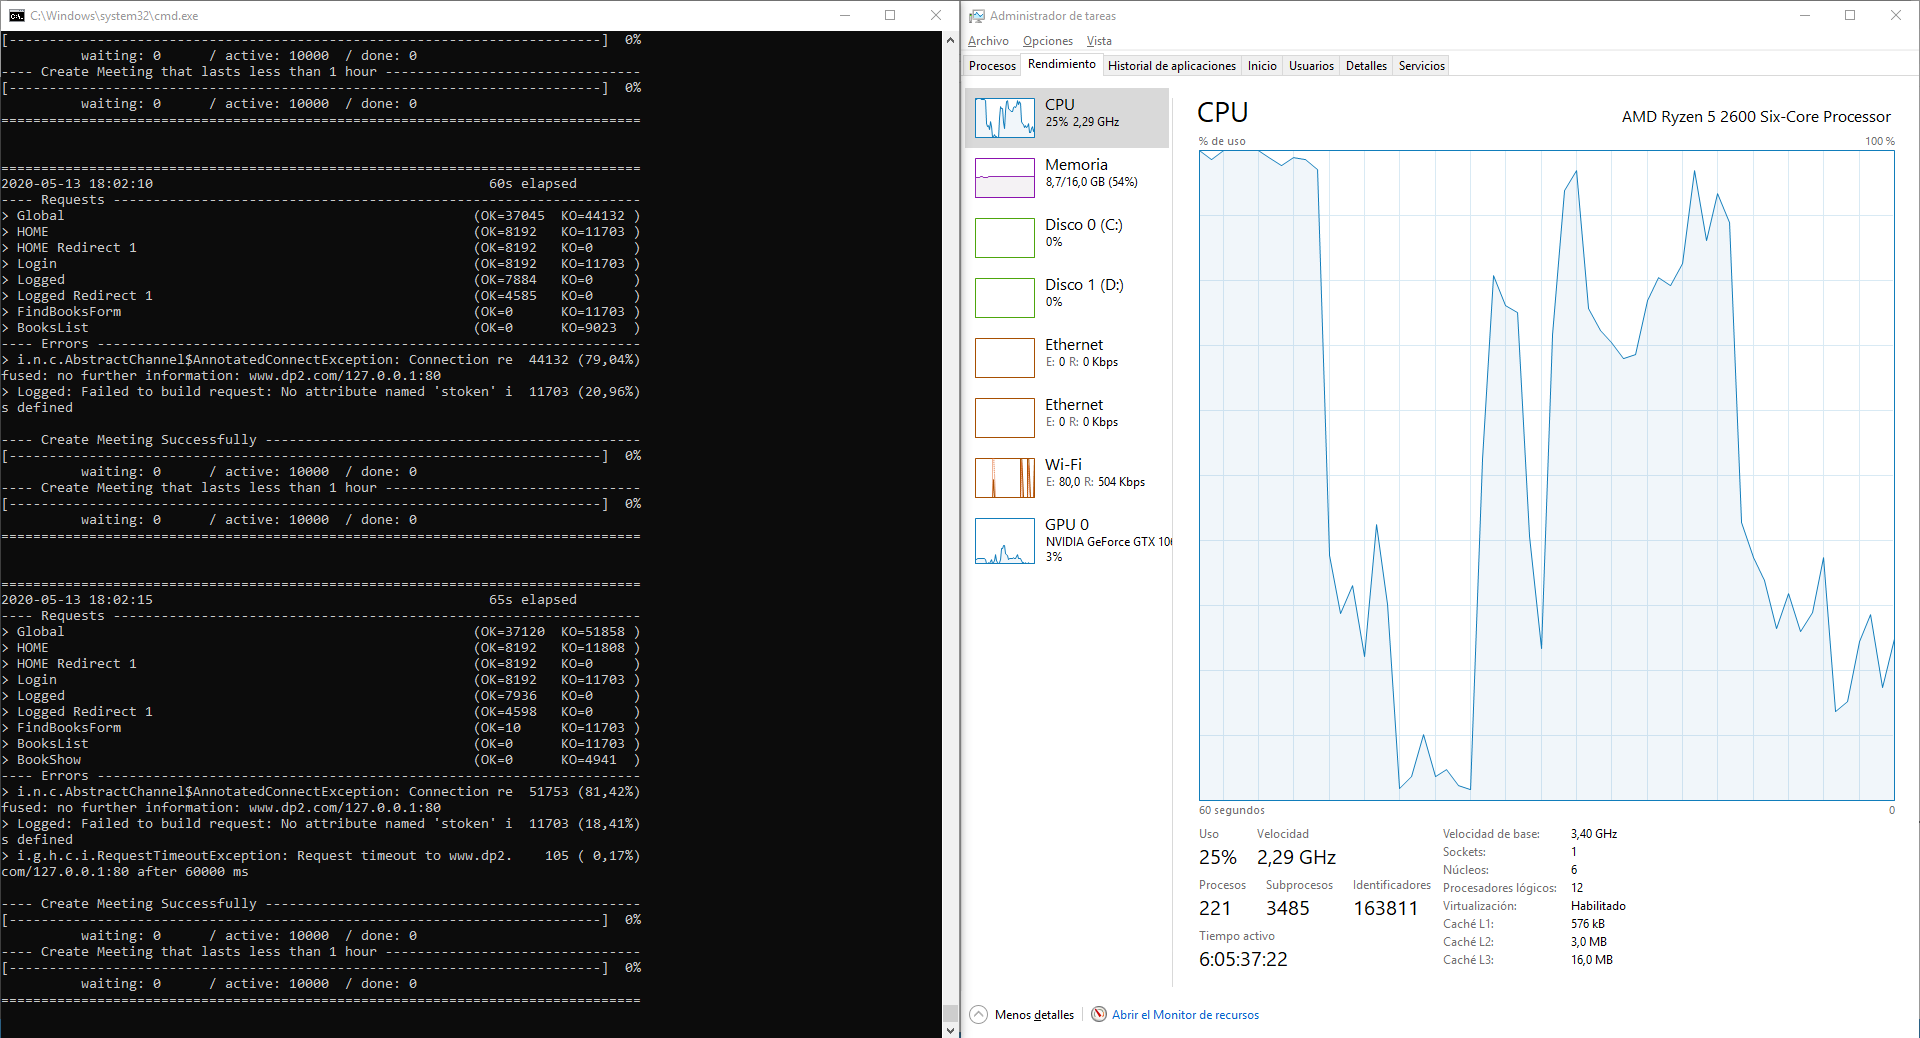 C:\Windows\system32\cmd.exe
[-------------------------------------------------------------------------]  0%
waiting: 0      / active: 10000  / done: 0
---- Create Meeting that lasts less than 1 hour --------------------------------
[-------------------------------------------------------------------------]  0%
waiting: 0      / active: 10000  / done: 0
================================================================================
================================================================================
2020-05-13 18:02:10                                         60s elapsed
---- Requests ------------------------------------------------------------------
> Global                                                   (OK=37045  KO=44132 )
> HOME                                                     (OK=8192   KO=11703 )
> HOME Redirect 1                                          (OK=8192   KO=0     )
> Login                                                    (OK=8192   KO=11703 )
> Logged                                                   (OK=7884   KO=0     )
> Logged Redirect 1                                        (OK=4585   KO=0     )
> FindBooksForm                                            (OK=0      KO=11703 )
> BooksList                                                (OK=0      KO=9023  )
---- Errors --------------------------------------------------------------------
> i.n.c.AbstractChannel$AnnotatedConnectException: Connection re  44132 (79,04%)
fused: no further information: www.dp2.com/127.0.0.1:80
> Logged: Failed to build request: No attribute named 'stoken' i  11703 (20,96%)
s defined
---- Create Meeting Successfully -----------------------------------------------
[-------------------------------------------------------------------------]  0%
waiting: 0      / active: 10000  / done: 0
---- Create Meeting that lasts less than 1 hour --------------------------------
[-------------------------------------------------------------------------]  0%
waiting: 0      / active: 10000  / done: 0
================================================================================
================================================================================
2020-05-13 18:02:15                                         65s elapsed
---- Requests ------------------------------------------------------------------
> Global                                                   (OK=37120  KO=51858 )
> HOME                                                     (OK=8192   KO=11808 )
> HOME Redirect 1                                          (OK=8192   KO=0     )
> Login                                                    (OK=8192   KO=11703 )
> Logged                                                   (OK=7936   KO=0     )
> Logged Redirect 1                                        (OK=4598   KO=0     )
> FindBooksForm                                            (OK=10     KO=11703 )
> BooksList                                                (OK=0      KO=11703 )
> BookShow                                                 (OK=0      KO=4941  )
---- Errors --------------------------------------------------------------------
> i.n.c.AbstractChannel$AnnotatedConnectException: Connection re  51753 (81,42%)
fused: no further information: www.dp2.com/127.0.0.1:80
> Logged: Failed to build request: No attribute named 'stoken' i  11703 (18,41%)
s defined
> i.g.h.c.i.RequestTimeoutException: Request timeout to www.dp2.    105 ( 0,17%)
com/127.0.0.1:80 after 60000 ms
---- Create Meeting Successfully -----------------------------------------------
[-------------------------------------------------------------------------]  0%
waiting: 0      / active: 10000  / done: 0
---- Create Meeting that lasts less than 1 hour --------------------------------
[-------------------------------------------------------------------------]  0%
waiting: 0      / active: 10000  / done: 0
================================================================================
Administrador de tareas
Archivo Opciones Vista
Procesos Rendimiento Historial de aplicaciones Inicio Usuarios Detalles Servicios
CPU
25% 2,29 GHz
Memoria
8,7/16,0 GB (54%)
Disco 0 (C:)
0%
Disco 1 (D:)
0%
Ethernet
E: 0 R: 0 Kbps
Ethernet
E: 0 R: 0 Kbps
Wi-Fi
E: 80,0 R: 504 Kbps
GPU 0
NVIDIA GeForce GTX 10
3%
CPU AMD Ryzen 5 2600 Six-Core Processor
% de uso 100 %
60 segundos 0
Uso Velocidad
25% 2,29 GHz
Procesos Subprocesos Identificadores
221 3485 163811
Tiempo activo
6:05:37:22
Velocidad de base: 3,40 GHz
Sockets: 1
Núcleos: 6
Procesadores lógicos: 12
Virtualización: Habilitado
Caché L1: 576 kB
Caché L2: 3,0 MB
Caché L3: 16,0 MB
Menos detalles Abrir el Monitor de recursos